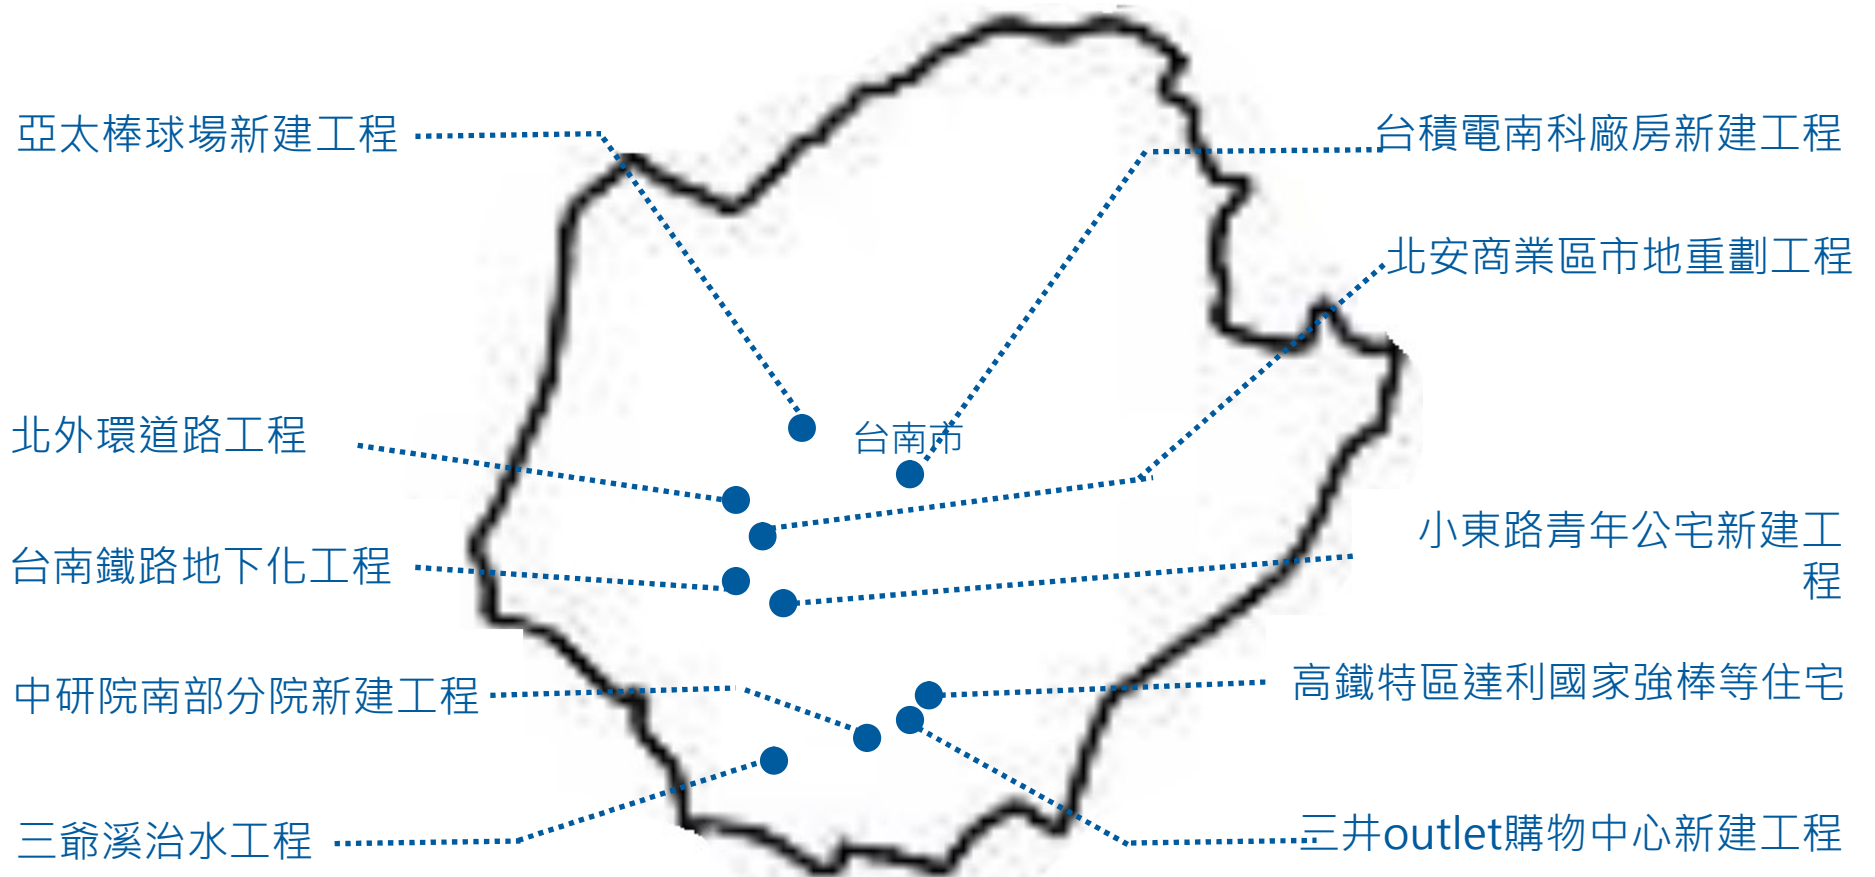 亞太棒球場新建工程
台積電南科廠房新建工程
北安商業區市地重劃工程
北外環道路工程
台南市
小東路青年公宅新建工
程
台南鐵路地下化工程
中研院南部分院新建工程
高鐵特區達利國家強棒等住宅
三爺溪治水工程
三井outlet購物中心新建工程